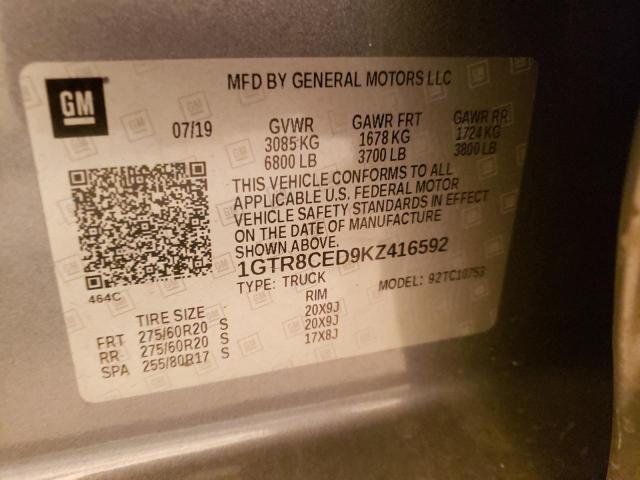 GM
MFD BY GENERAL MOTORS LLC
07/19 GVWR GAWR FRT GAWR RR
3085 KG 1678 KG 1724 KG
6800 LB 3700 LB 3800 LB
THIS VEHICLE CONFORMS TO ALL
APPLICABLE U.S. FEDERAL MOTOR
VEHICLE SAFETY STANDARDS IN EFFECT
ON THE DATE OF MANUFACTURE
SHOWN ABOVE.
1GTR8CED9KZ416592
TYPE: TRUCK MODEL: 92TC10753
464C
TIRE SIZE RIM
FRT 275/60R20 S 20X9J
RR 275/60R20 S 20X9J
SPA 255/80R17 S 17X8J